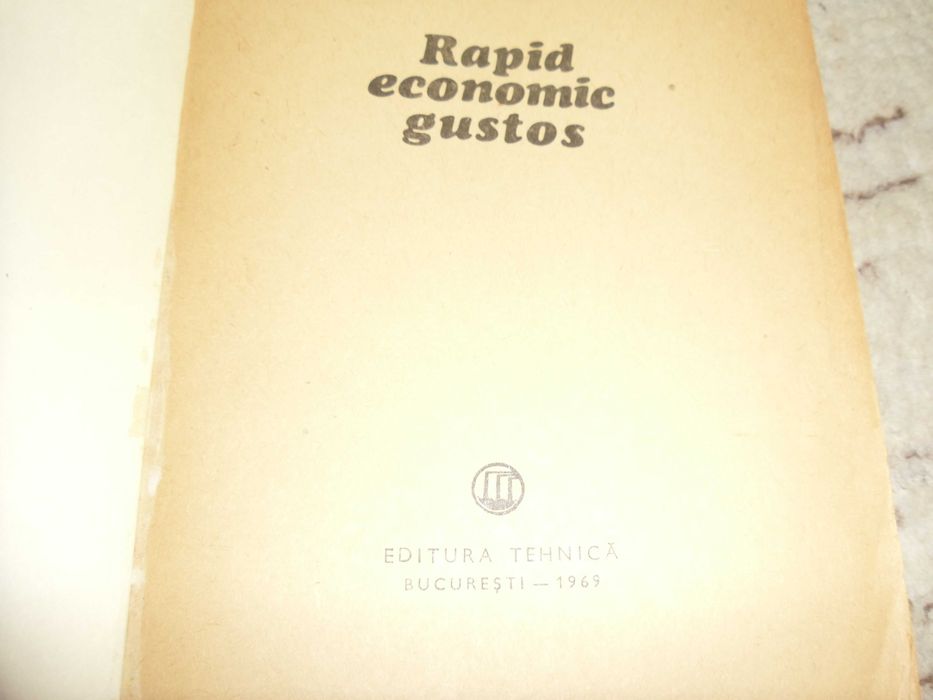 Rapid
economic
gustos
EDITURA TEHNICĂ
BUCUREȘTI — 1969